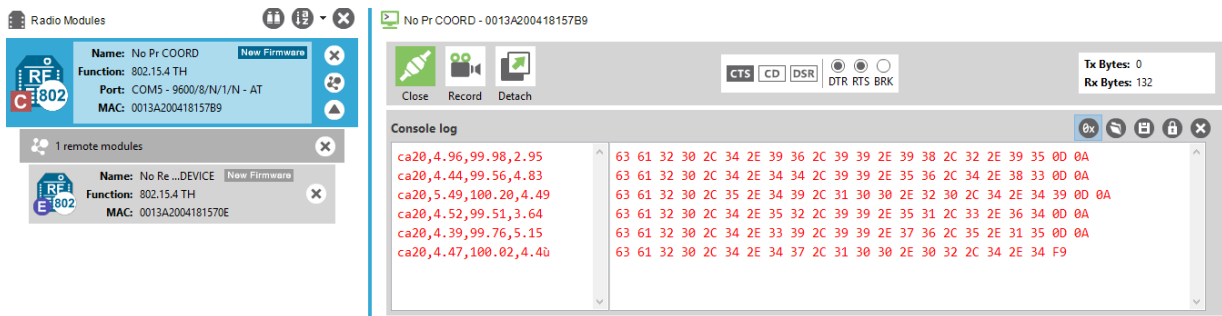 Radio Modules
Name: No Pr COORD New Firmware
Function: 802.15.4 TH
Port: COM5 - 9600/8/N/1/N - AT
MAC: 0013A200418157B9
RF
802
C
1 remote modules
Name: No Re ...DEVICE New Firmware
Function: 802.15.4 TH
MAC: 0013A2004181570E
RF
802
E
No Pr COORD - 0013A200418157B9
Close Record Detach
CTS CD DSR
DTR RTS BRK
Tx Bytes: 0
Rx Bytes: 132
Console log
0x
ca20,4.96,99.98,2.95 63 61 32 30 2C 34 2E 39 36 2C 39 39 2E 39 38 2C 32 2E 39 35 0D 0A
ca20,4.44,99.56,4.83 63 61 32 30 2C 34 2E 34 34 2C 39 39 2E 35 36 2C 34 2E 38 33 0D 0A
ca20,5.49,100.20,4.49 63 61 32 30 2C 35 2E 34 39 2C 31 30 30 2E 32 30 2C 34 2E 34 39 0D 0A
ca20,4.52,99.51,3.64 63 61 32 30 2C 34 2E 35 32 2C 39 39 2E 35 31 2C 33 2E 36 34 0D 0A
ca20,4.39,99.76,5.15 63 61 32 30 2C 34 2E 33 39 2C 39 39 2E 37 36 2C 35 2E 31 35 0D 0A
ca20,4.47,100.02,4.4ù 63 61 32 30 2C 34 2E 34 37 2C 31 30 30 2E 30 32 2C 34 2E 34 F9